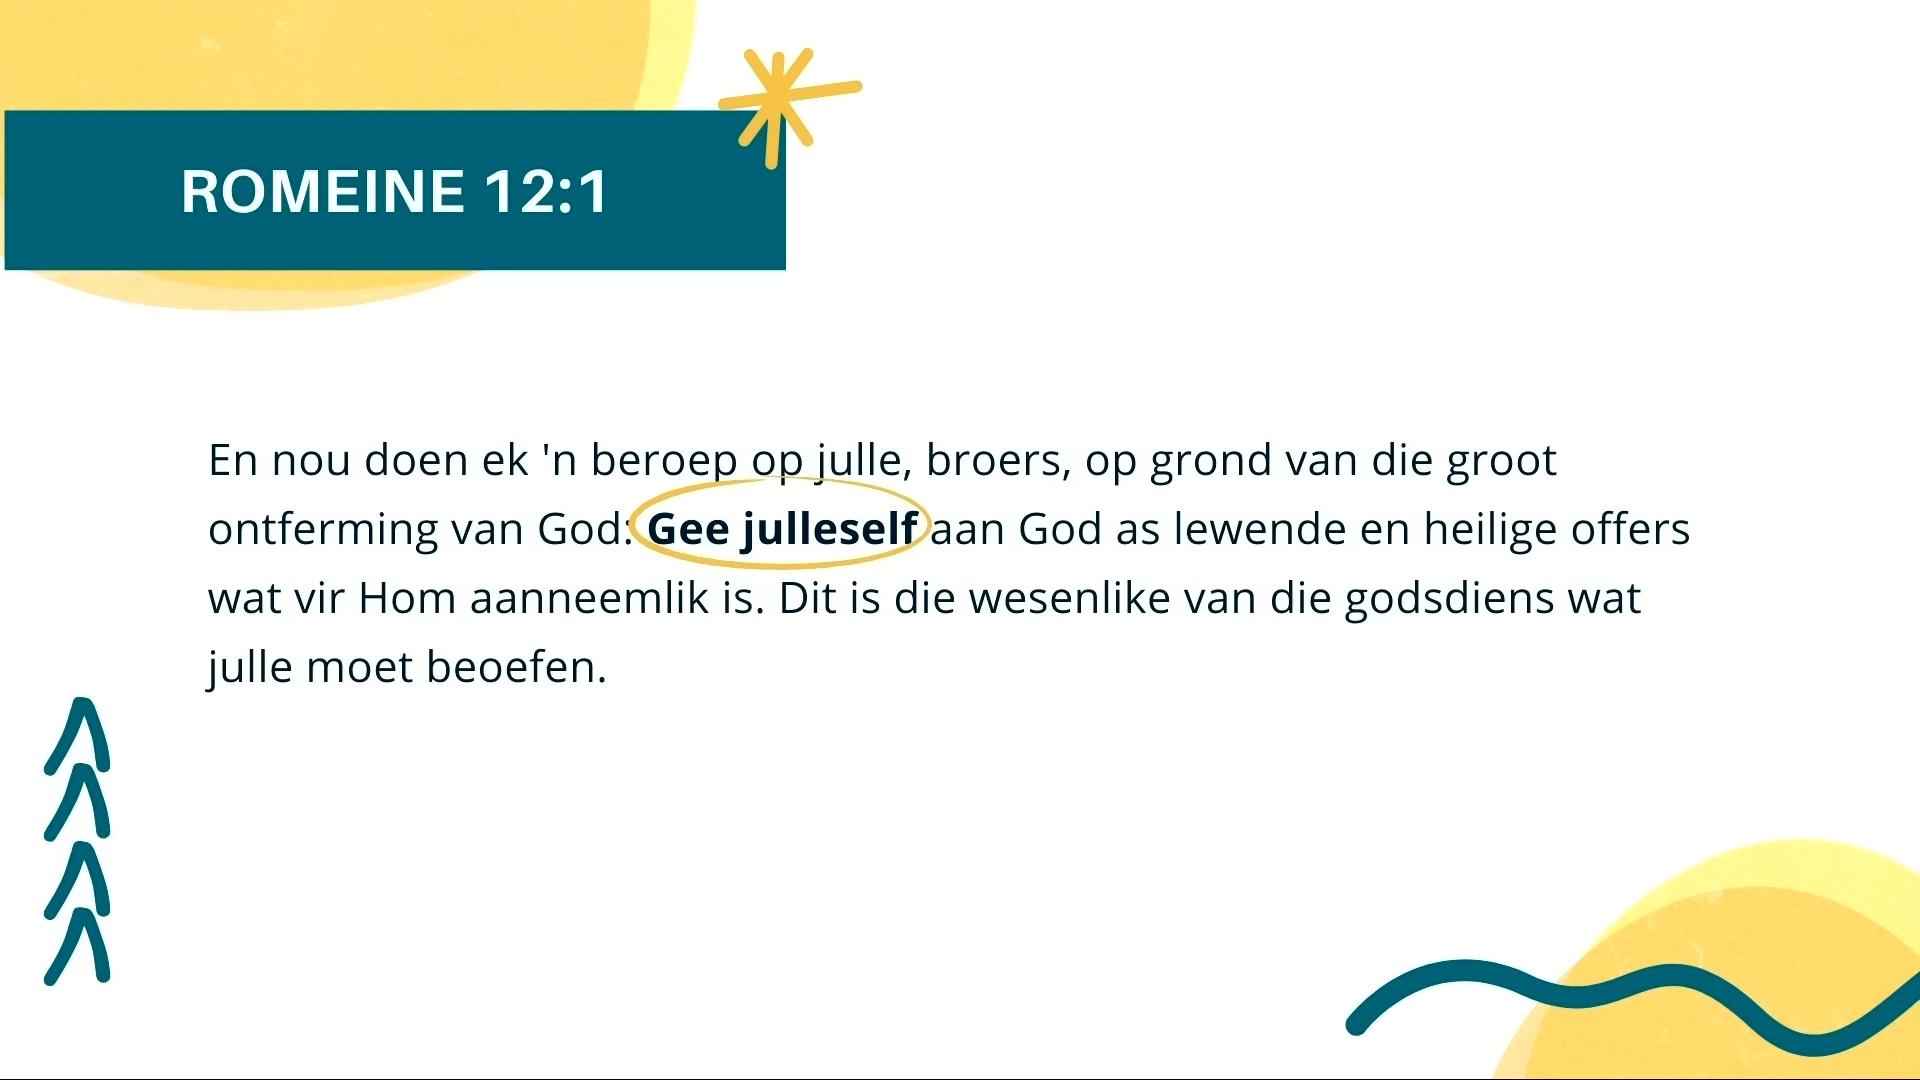 ROMEINE 12:1
En nou doen ek 'n beroep op julle, broers, op grond van die groot
ontferming van God: Gee julleself aan God as lewende en heilige offers
wat vir Hom aanneemlik is. Dit is die wesenlike van die godsdiens wat
julle moet beoefen.